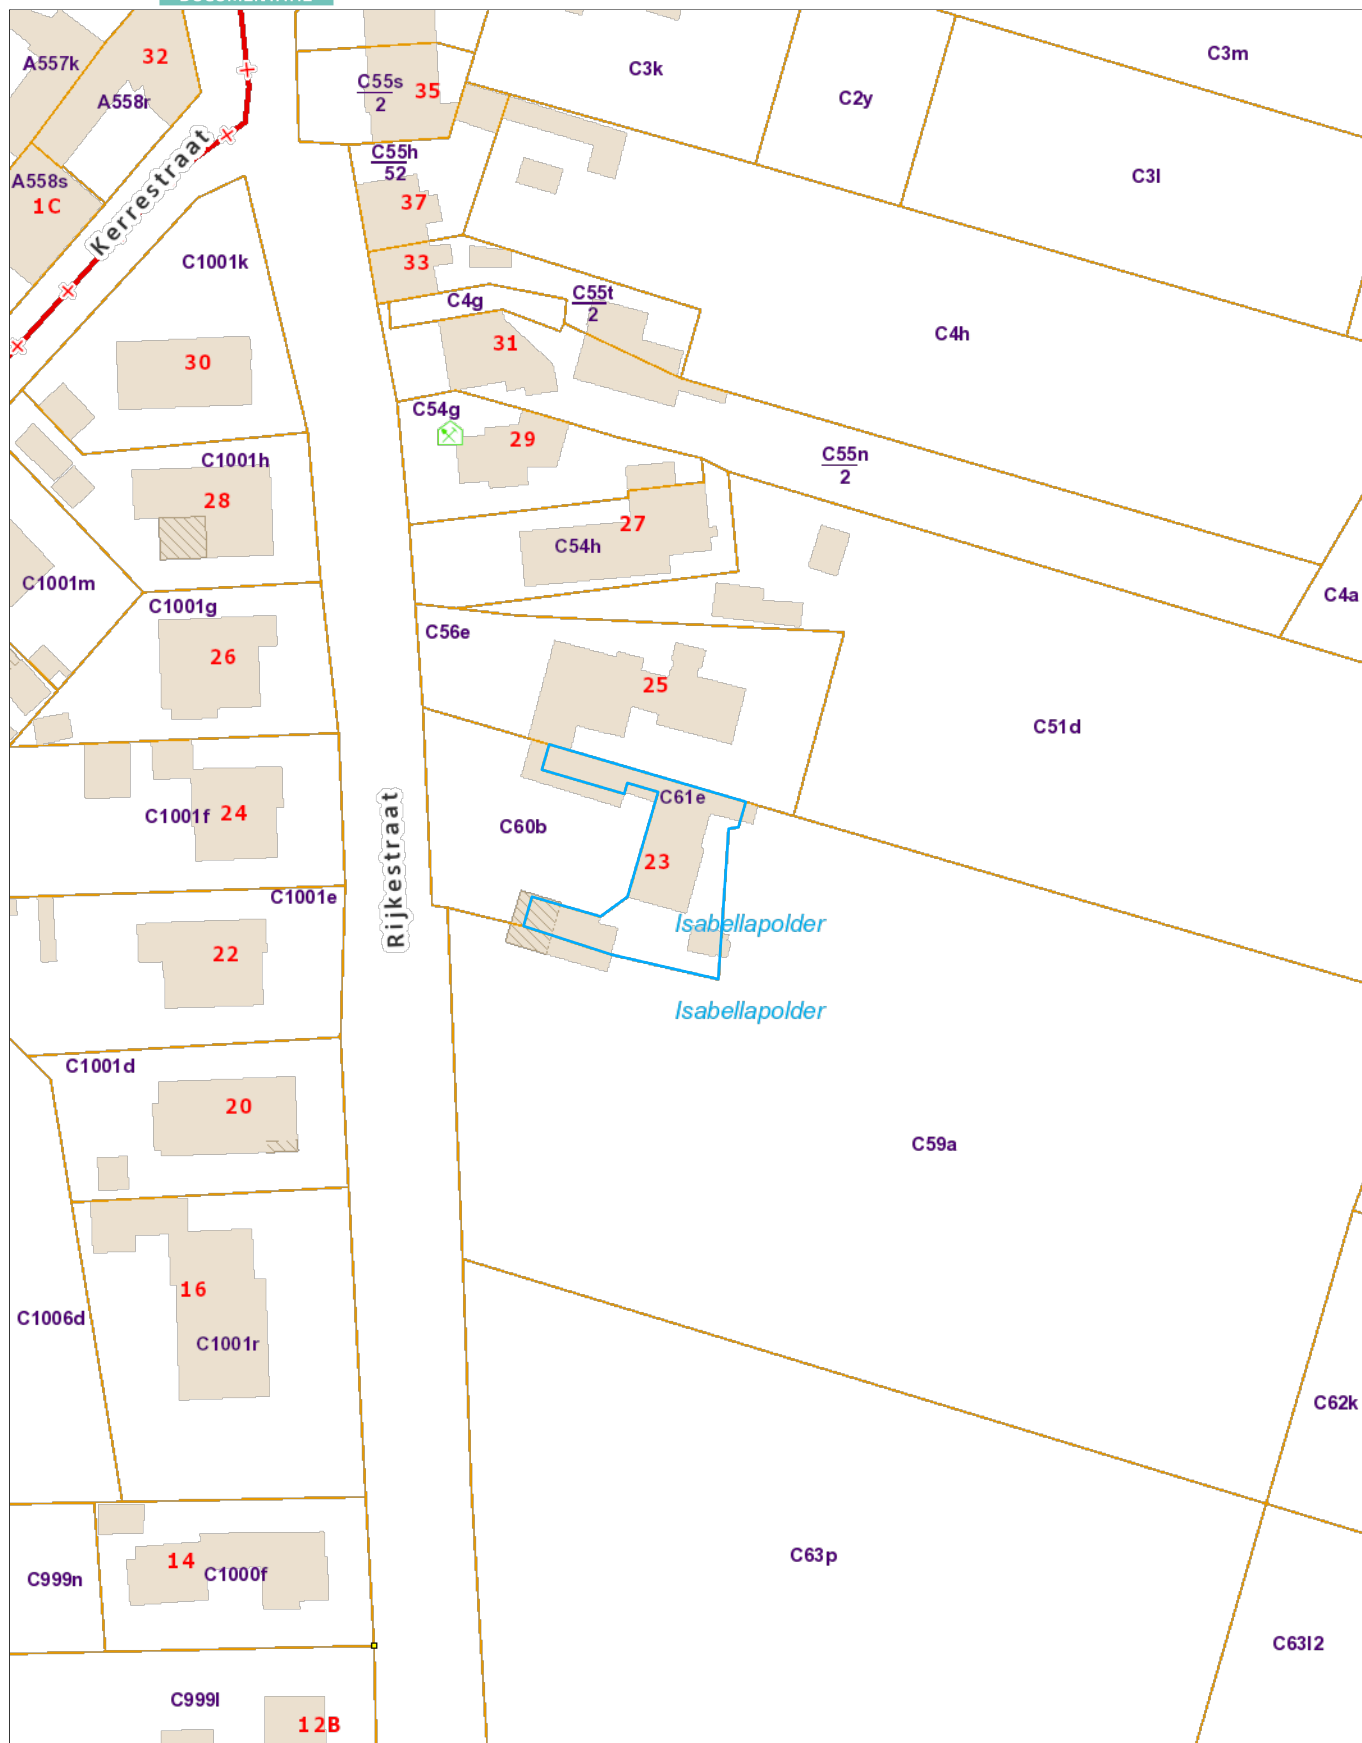 C3m
A557k
32
C3k
C55s
2
35
C2y
A558r
Kerrestraat
C55h
52
C3l
A558s
1C
37
C1001k
33
C4g
C55t
2
C4h
31
30
C54g
29
C1001h
C55n
2
28
27
C54h
C1001m
C4a
C1001g
C56e
26
25
C51d
C61e
C1001f
24
Rijkestraat
C60b
23
C1001e
Isabellapolder
22
Isabellapolder
C1001d
20
C59a
16
C1006d
C1001r
C62k
14
C1000f
C63p
C999n
C63l2
C999l
12B